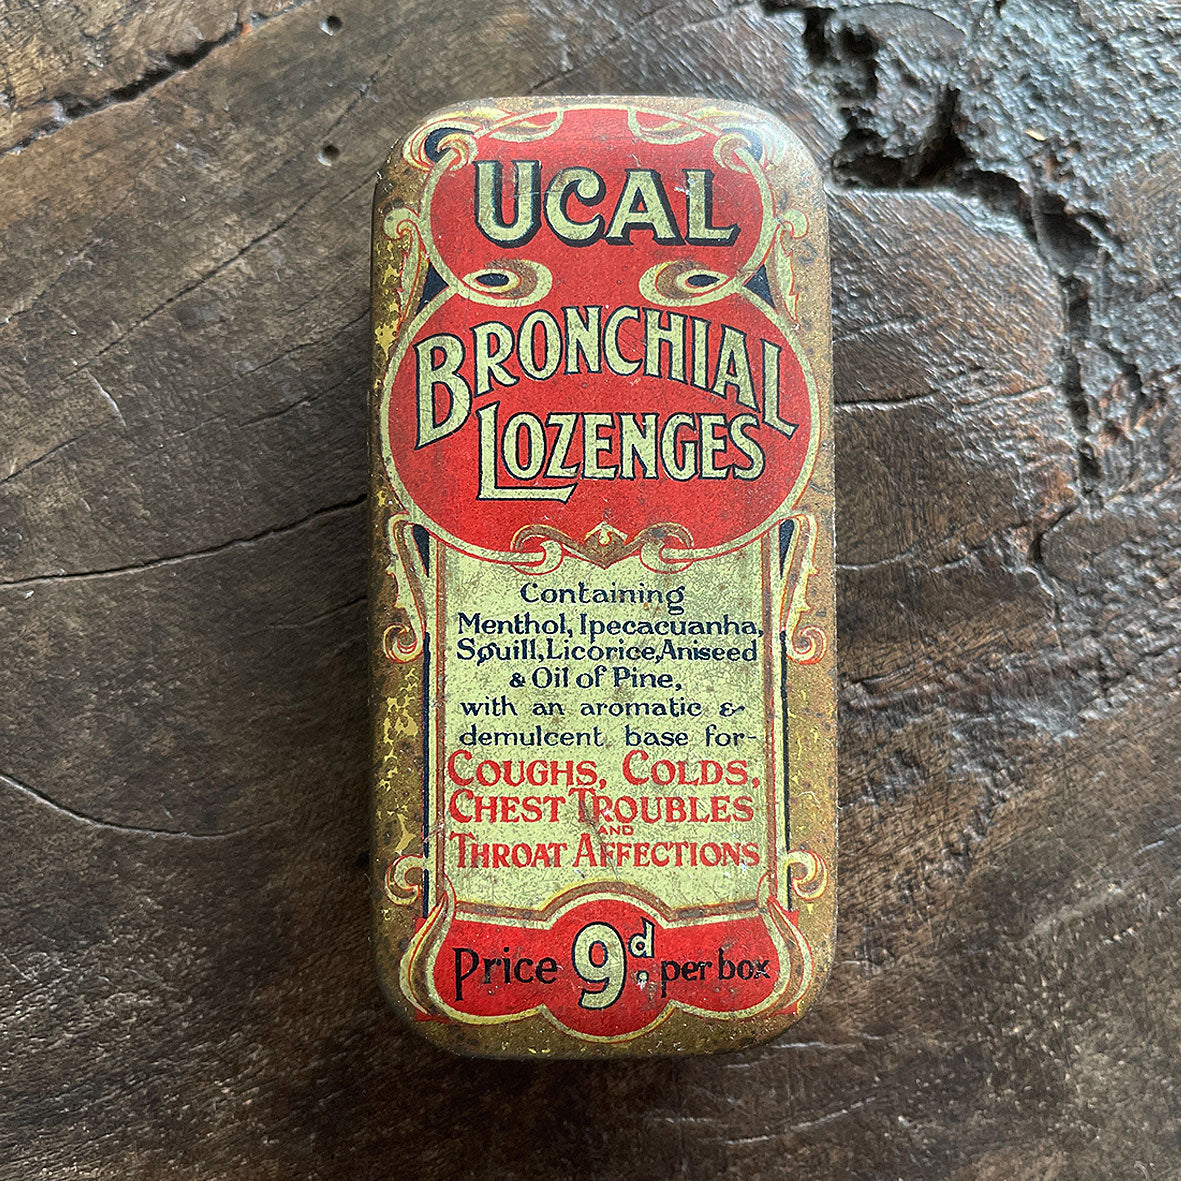 UCAL
BRONCHIAL
LOZENGES
Containing
Menthol, Ipecacuanha,
Squill, Licorice, Aniseed
& Oil of Pine,
with an aromatic &
demulcent base for-
COUGHS, COLDS,
CHEST TROUBLES
AND
THROAT AFFECTIONS
Price 9d. per box